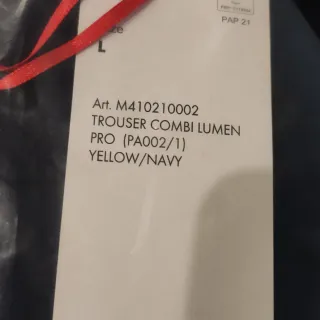 PAP 21
L
Art. M410210002
TROUSER COMBI LUMEN
PRO (PA002/1)
YELLOW/NAVY